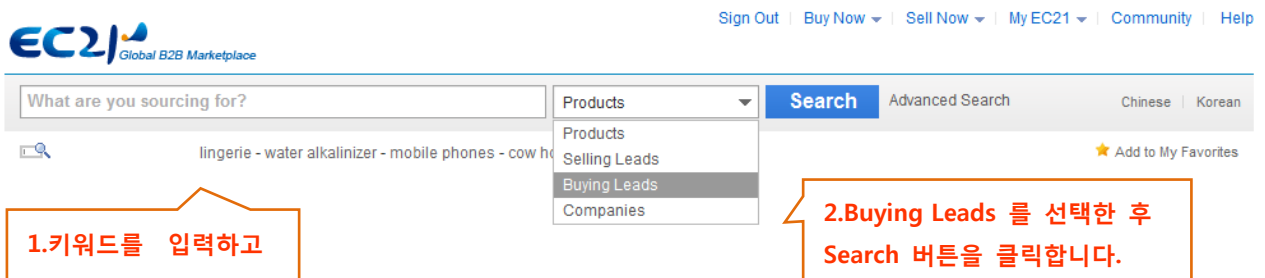 Sign Out | Buy Now | Sell Now | My EC21 | Community | Help
EC21 Global B2B Marketplace
What are you sourcing for? Products Search Advanced Search Chinese | Korean
Products
lingerie - water alkalinizer - mobile phones - cow Add to My Favorites
Selling Leads
Buying Leads
Companies
1.키워드를 입력하고
2.Buying Leads 를 선택한 후
Search 버튼을 클릭합니다.